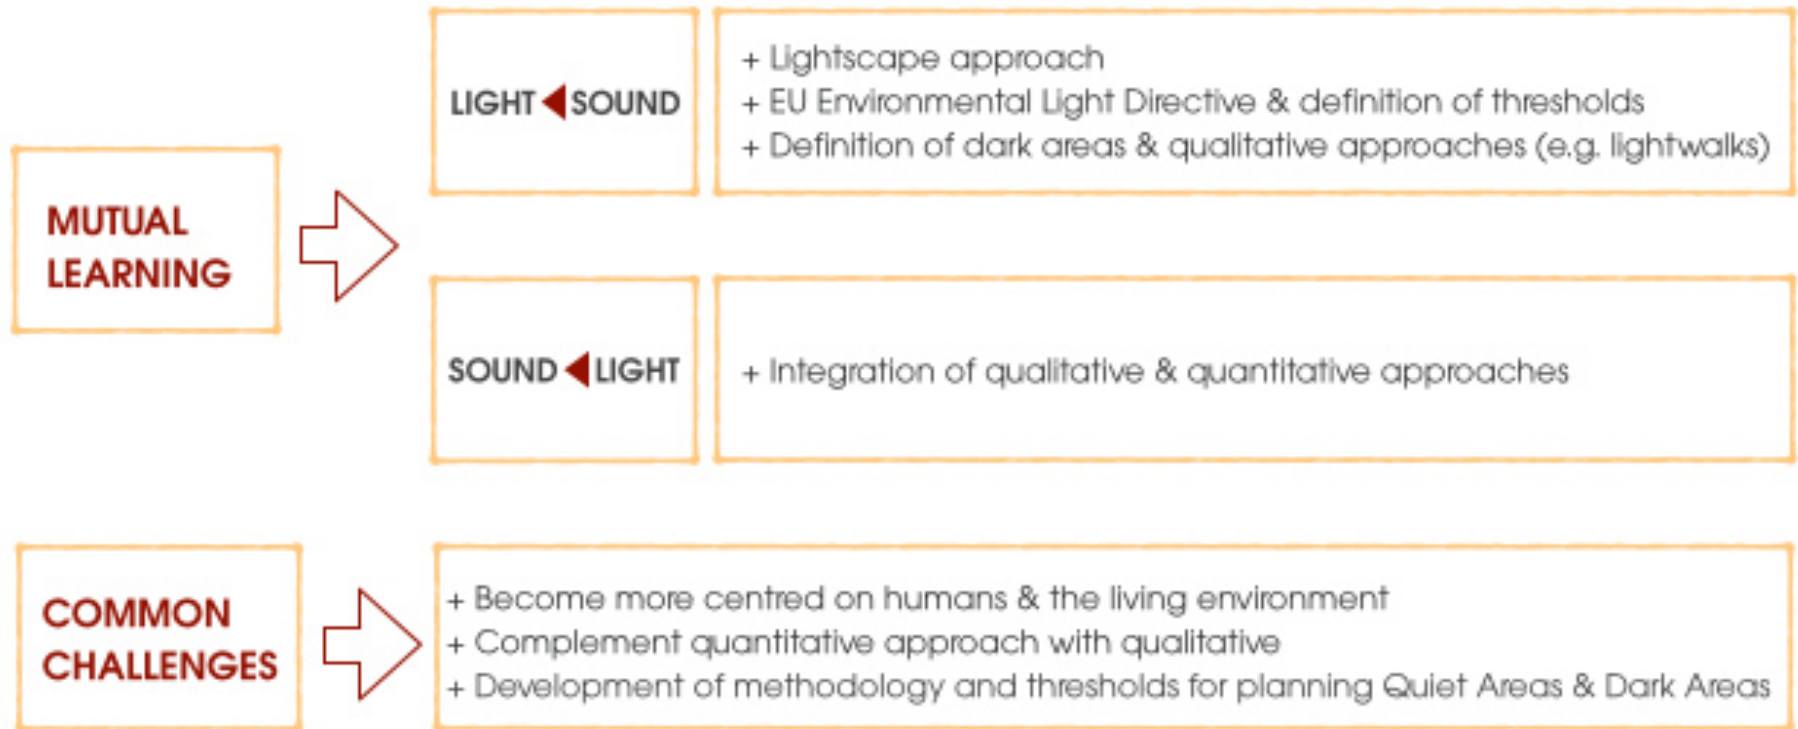 LIGHT ◀ SOUND
+ Lightscape approach
+ EU Environmental Light Directive & definition of thresholds
+ Definition of dark areas & qualitative approaches (e.g. lightwalks)
MUTUAL
LEARNING
SOUND ◀ LIGHT
+ Integration of qualitative & quantitative approaches
COMMON
CHALLENGES
+ Become more centred on humans & the living environment
+ Complement quantitative approach with qualitative
+ Development of methodology and thresholds for planning Quiet Areas & Dark Areas